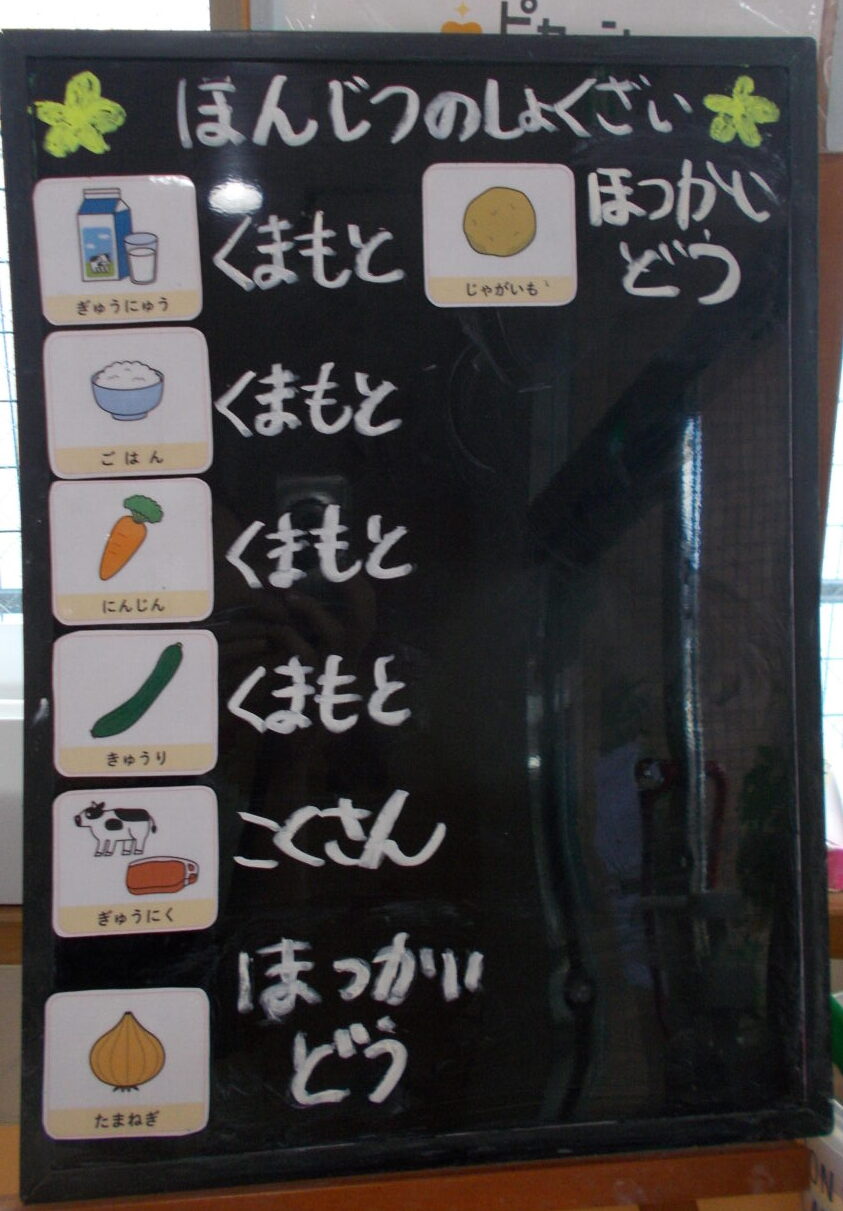 ほんじつのしょくざい
ぎゅうにゅう
くまもと
ごはん
くまもと
にんじん
くまもと
きゅうり
くまもと
ぎゅうにく
こくさん
たまねぎ
ほっかい
どう
じゃがいも
ほっかい
どう